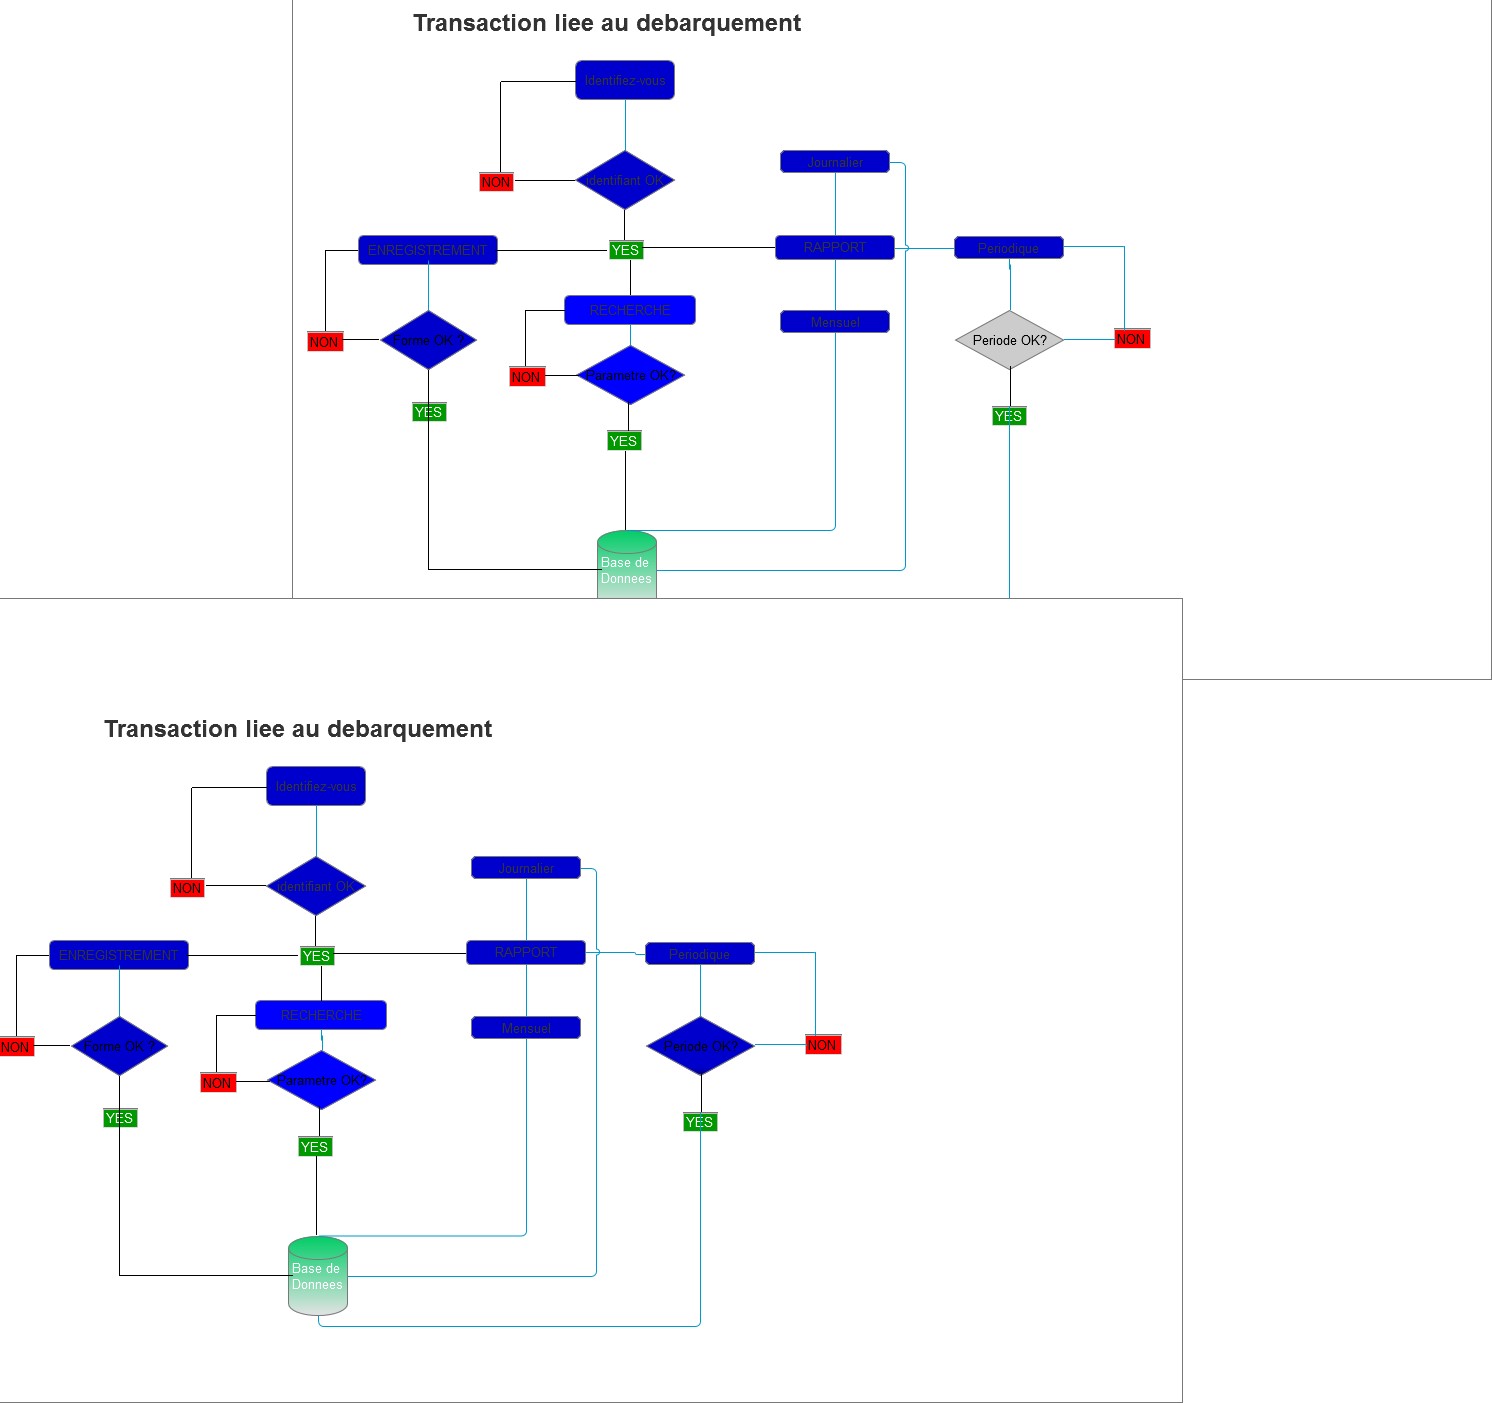 Transaction liee au debarquement
Identifiez-vous
Journalier
NON
identifiant OK
ENREGISTREMENT
YES
RAPPORT
Periodique
RECHERCHE
Mensuel
NON
Forme OK ?
Periode OK?
NON
NON
Parametre OK?
YES
YES
YES
Base de
Donnees
Transaction liee au debarquement
Identifiez-vous
Journalier
NON
identifiant OK
ENREGISTREMENT
YES
RAPPORT
Periodique
RECHERCHE
Mensuel
NON
Forme OK ?
Periode OK?
NON
NON
Parametre OK?
YES
YES
YES
Base de
Donnees